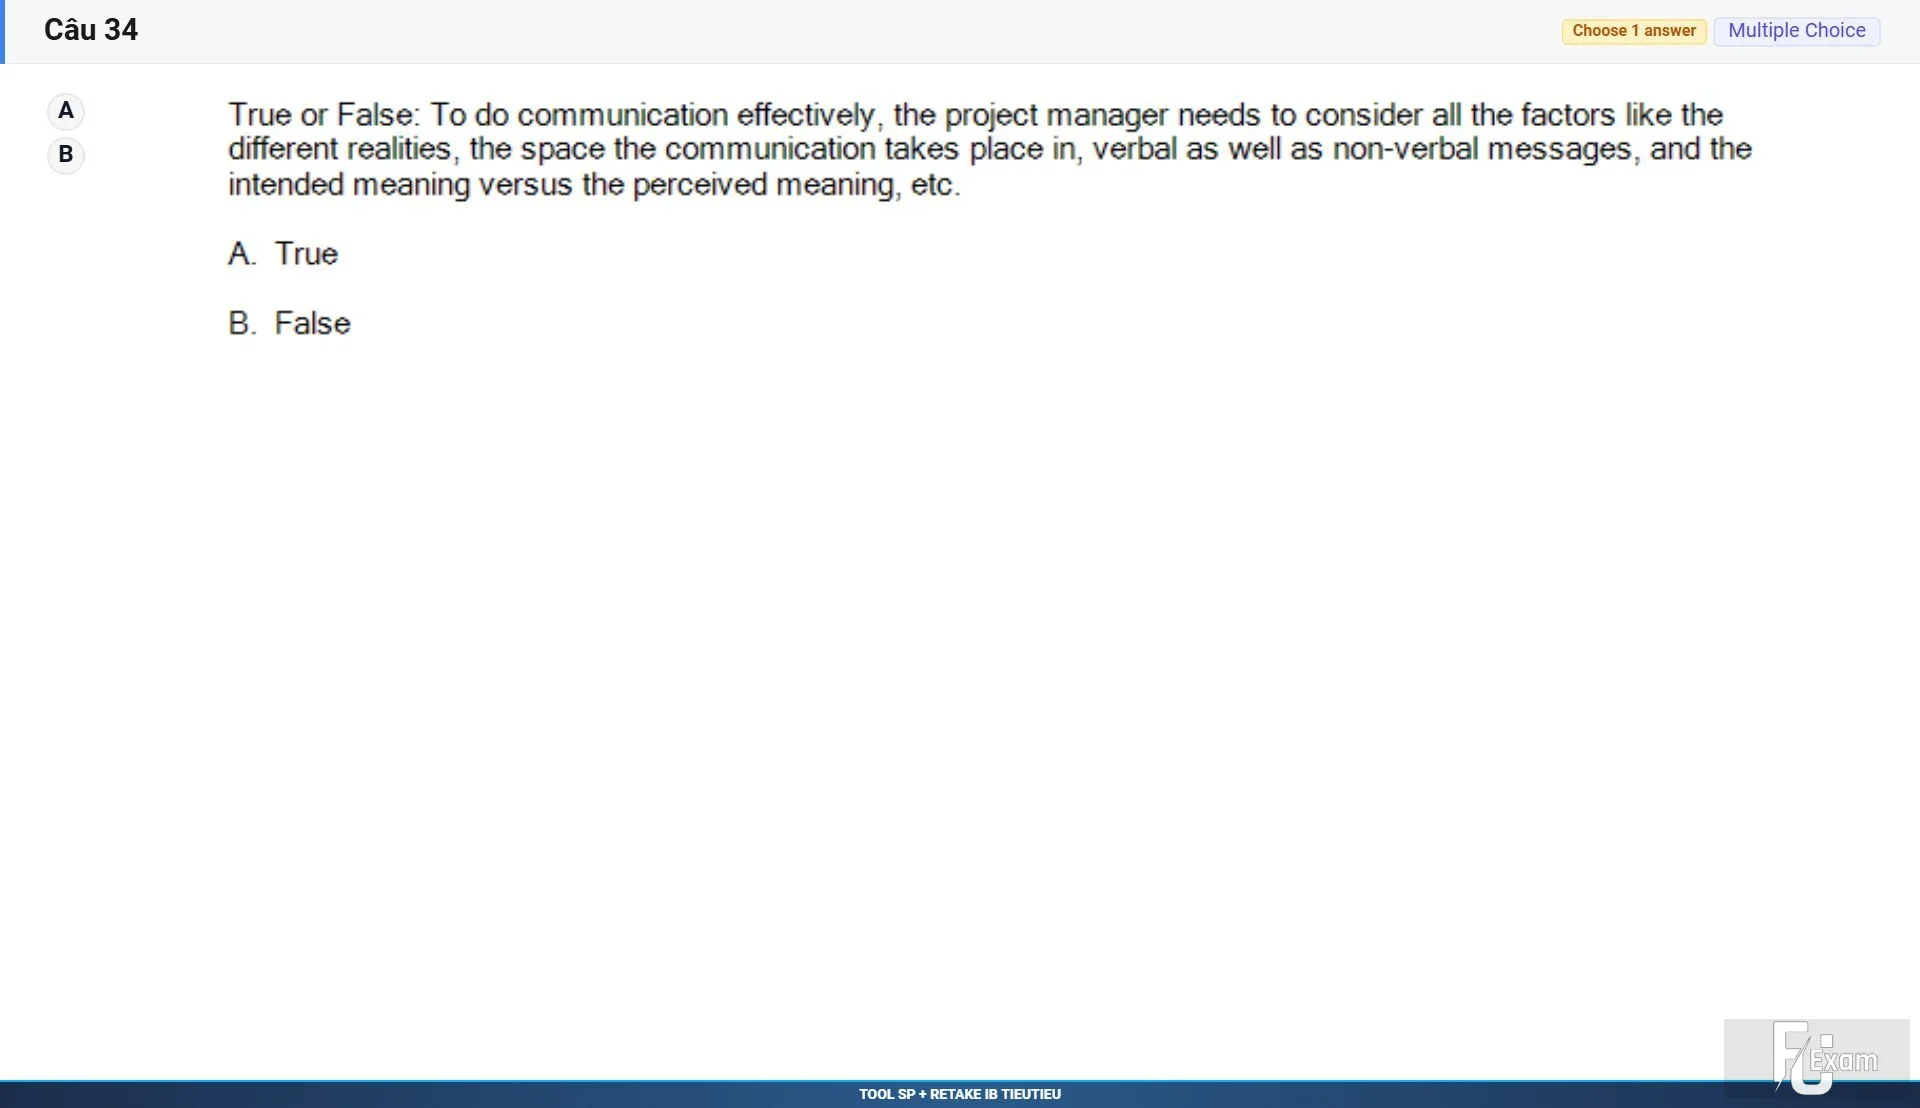 Câu 34
Choose 1 answer
Multiple Choice
A
B
True or False: To do communication effectively, the project manager needs to consider all the factors like the
different realities, the space the communication takes place in, verbal as well as non-verbal messages, and the
intended meaning versus the perceived meaning, etc.
A. True
B. False
FU Exam
TOOL SP + RETAKE IB TIEUTIEU